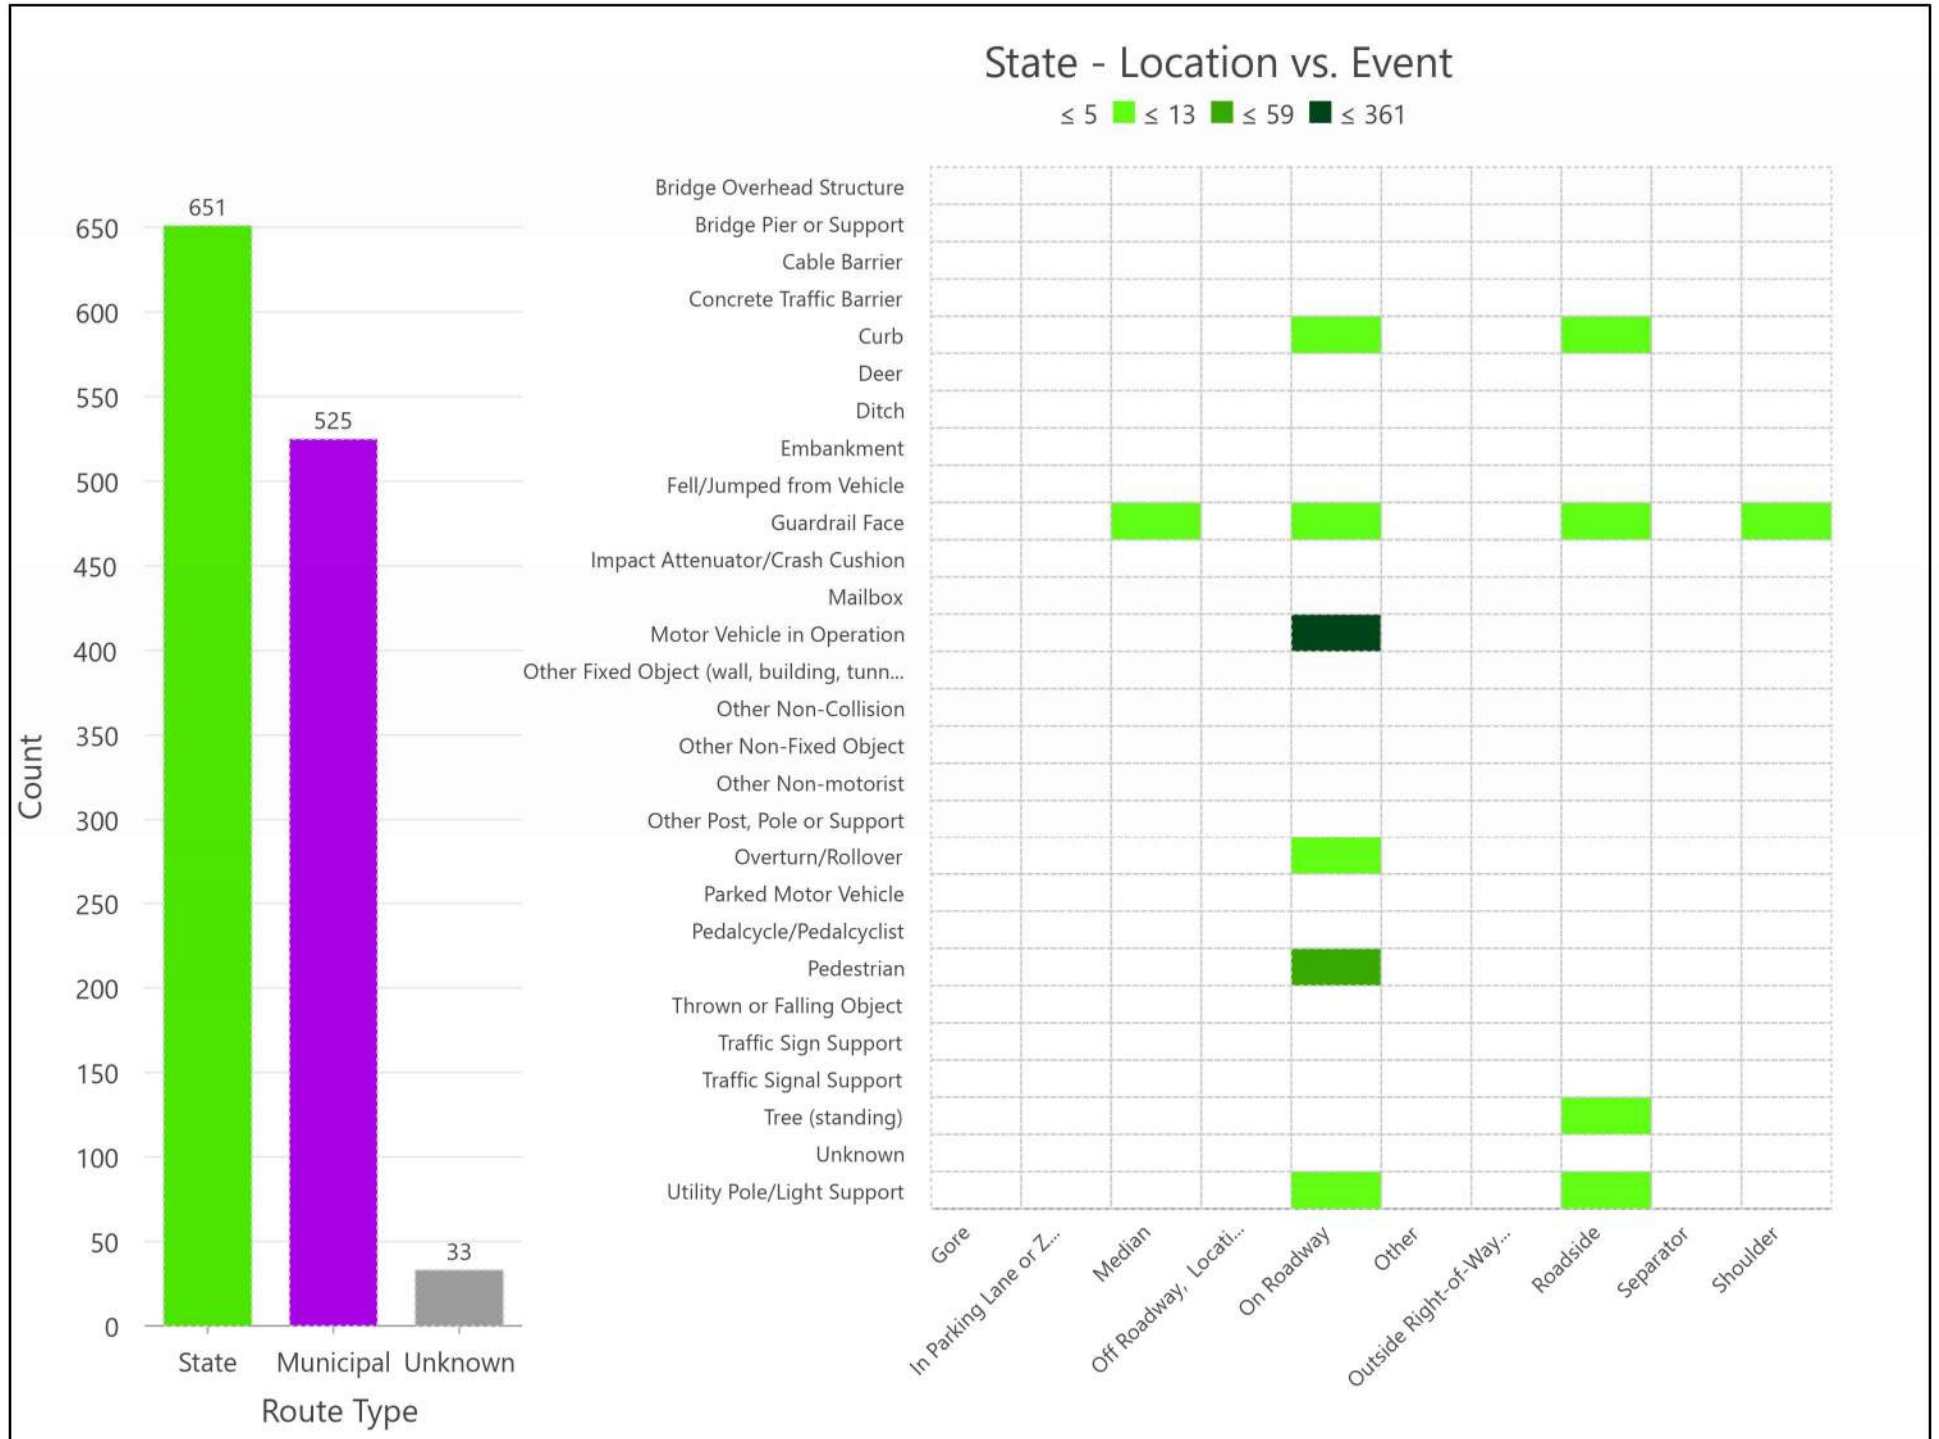 State - Location vs. Event
≤ 5 ≤ 13 ≤ 59 ≤ 361
Count
650
600
550
500
450
400
350
300
250
200
150
100
50
0
651
525
33
State Municipal Unknown
Route Type
Bridge Overhead Structure
Bridge Pier or Support
Cable Barrier
Concrete Traffic Barrier
Curb
Deer
Ditch
Embankment
Fell/Jumped from Vehicle
Guardrail Face
Impact Attenuator/Crash Cushion
Mailbox
Motor Vehicle in Operation
Other Fixed Object (wall, building, tunn...
Other Non-Collision
Other Non-Fixed Object
Other Non-motorist
Other Post, Pole or Support
Overturn/Rollover
Parked Motor Vehicle
Pedalcycle/Pedalcyclist
Pedestrian
Thrown or Falling Object
Traffic Sign Support
Traffic Signal Support
Tree (standing)
Unknown
Utility Pole/Light Support
Gore
In Parking Lane or Z...
Median
Off Roadway, Locati...
On Roadway
Other
Outside Right-of-Way...
Roadside
Separator
Shoulder